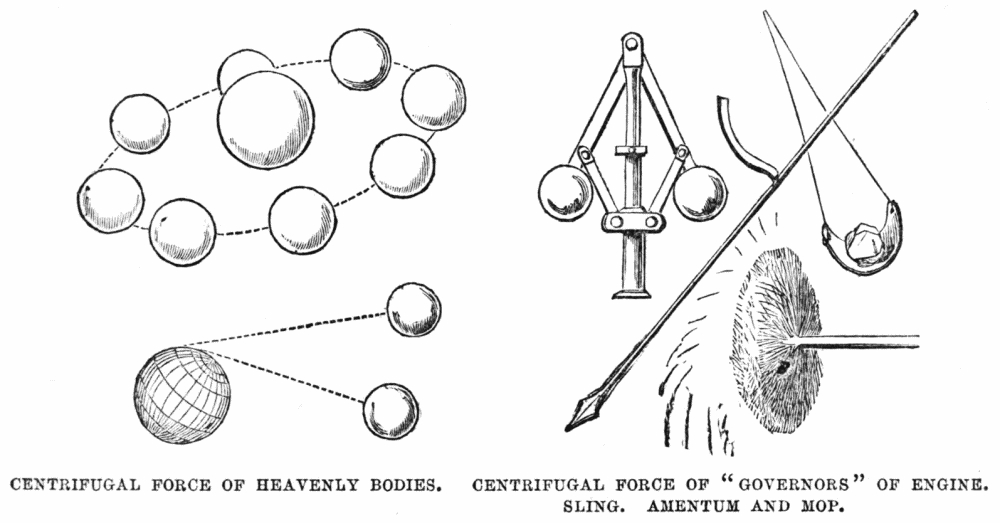 CENTRIFUGAL FORCE OF HEAVENLY BODIES.
CENTRIFUGAL FORCE OF "GOVERNORS" OF ENGINE.
SLING. AMENTUM AND MOP.